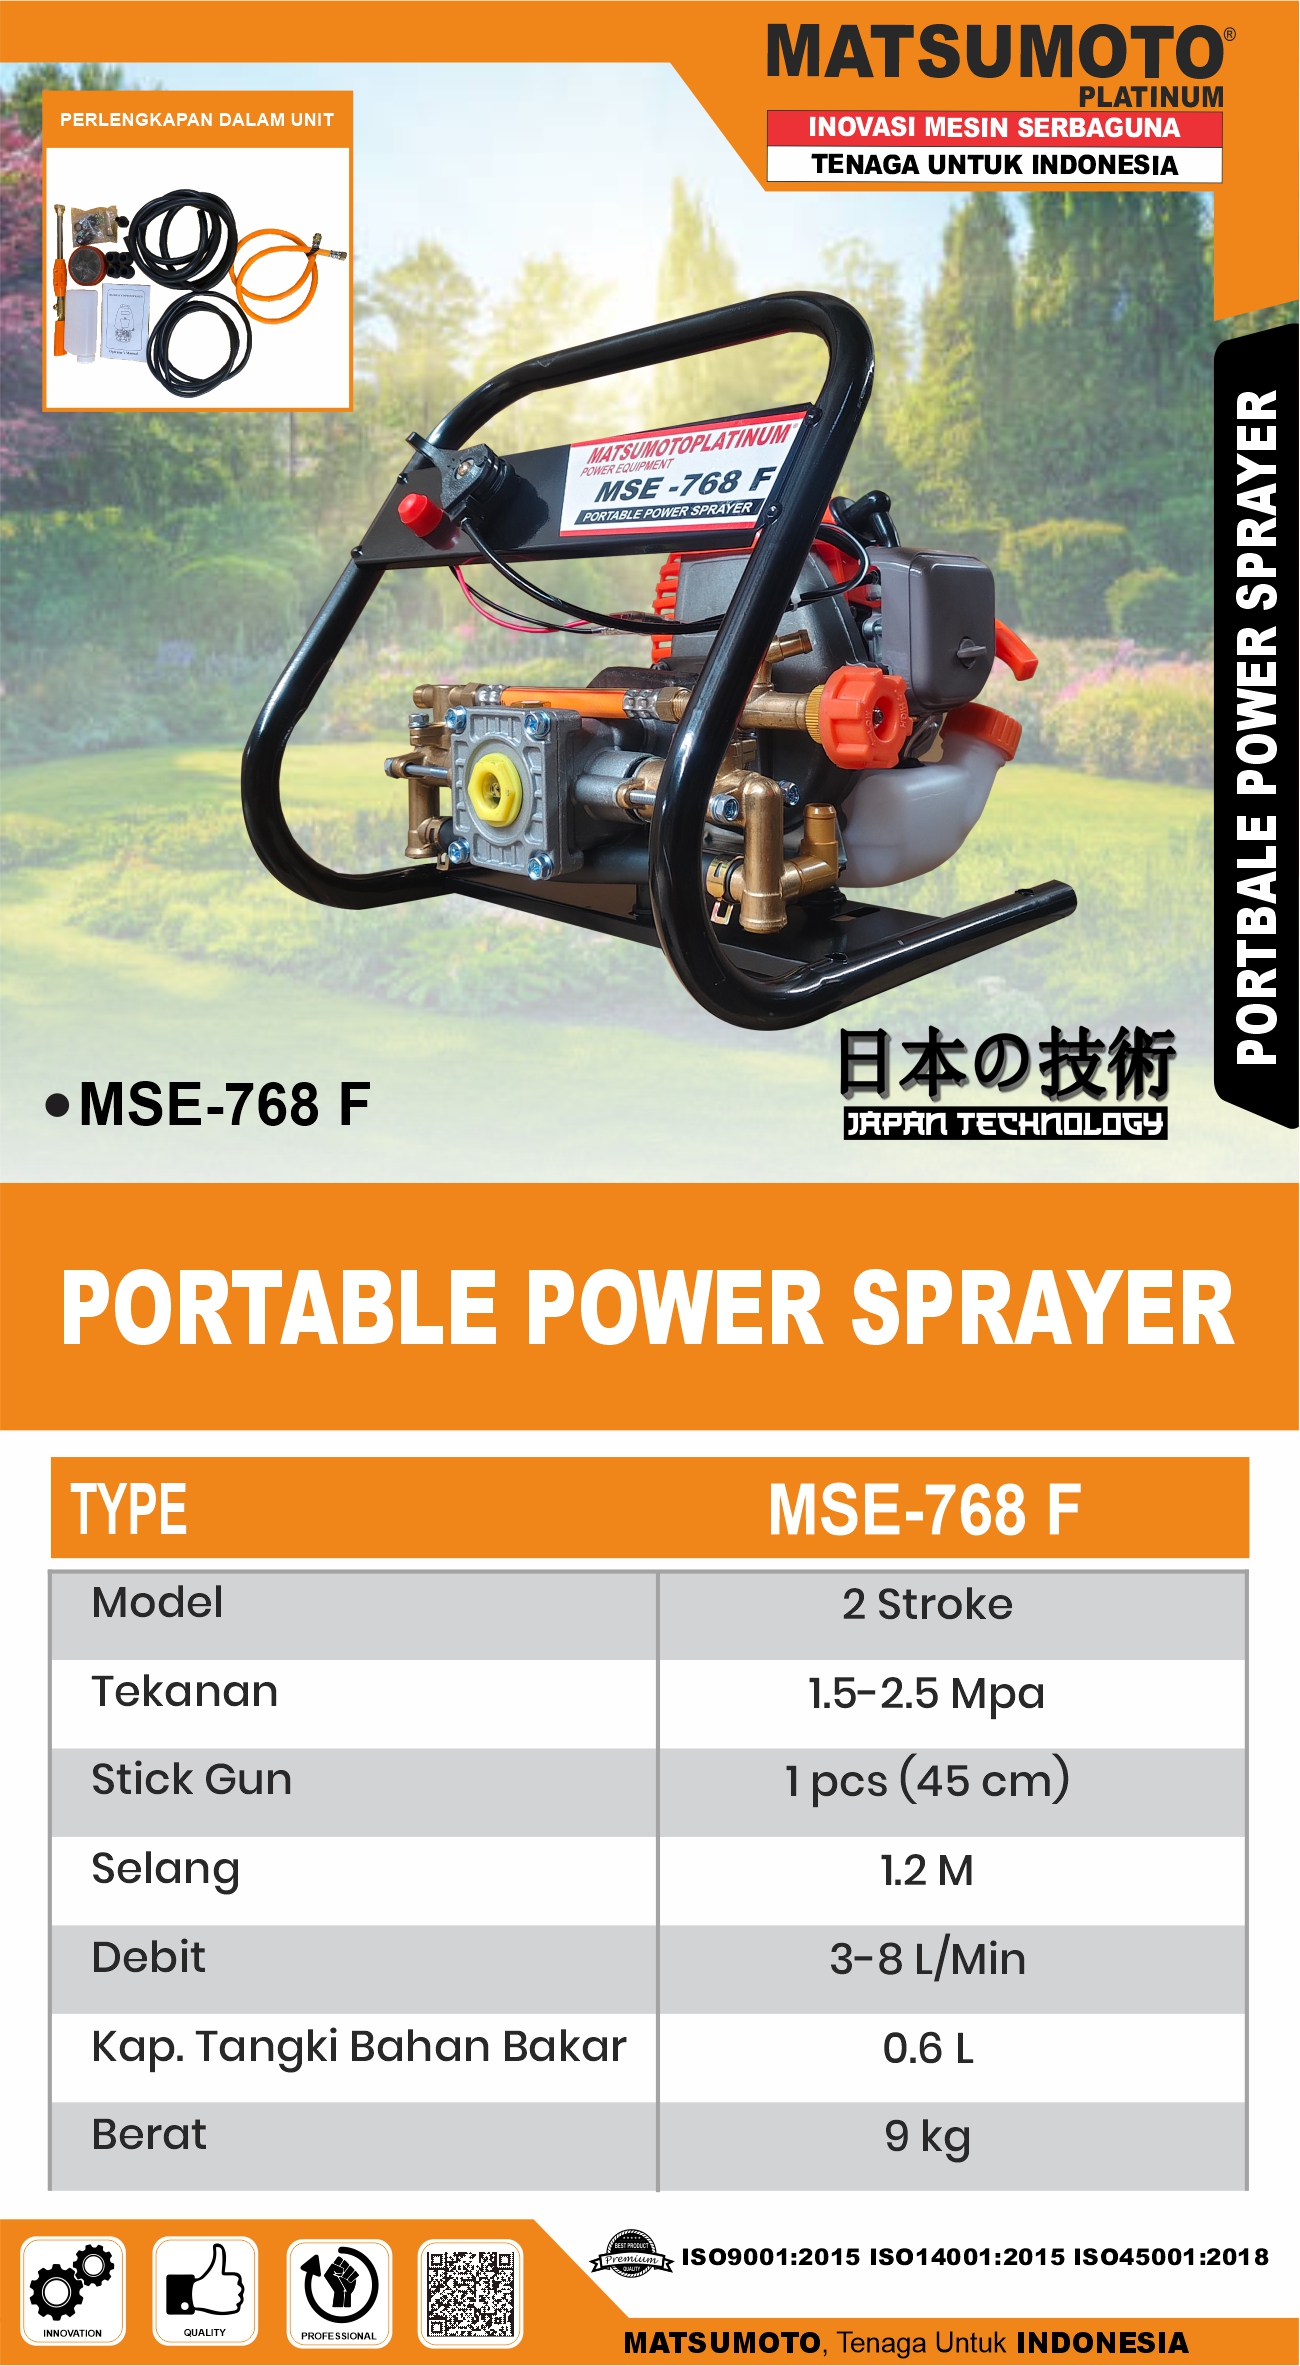 MATSUMOTO®
PLATINUM
INOVASI MESIN SERBAGUNA
TENAGA UNTUK INDONESIA
PERLENGKAPAN DALAM UNIT
MATSUMOTOPLATINUM
POWER EQUIPMENT
MSE -768 F
PORTABLE POWER SPRAYER
PORTBALE POWER SPRAYER
•MSE-768 F
日本の技術
JAPAN TECHNOLOGY
PORTABLE POWER SPRAYER
TYPE MSE-768 F
Model 2 Stroke
Tekanan 1.5-2.5 Mpa
Stick Gun 1 pcs (45 cm)
Selang 1.2 M
Debit 3-8 L/Min
Kap. Tangki Bahan Bakar 0.6 L
Berat 9 kg
INNOVATION
QUALITY
PROFESSIONAL
BEST PRODUCT
Premium
QUALITY
ISO9001:2015 ISO14001:2015 ISO45001:2018
MATSUMOTO, Tenaga Untuk INDONESIA